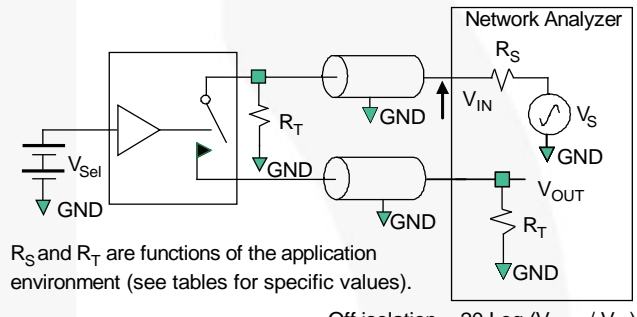 Network Analyzer
R_S
V_IN
V_S
GND
GND
R_T
GND
V_Sel
GND
V_OUT
GND
R_T
GND
R_S and R_T are functions of the application
environment (see tables for specific values).